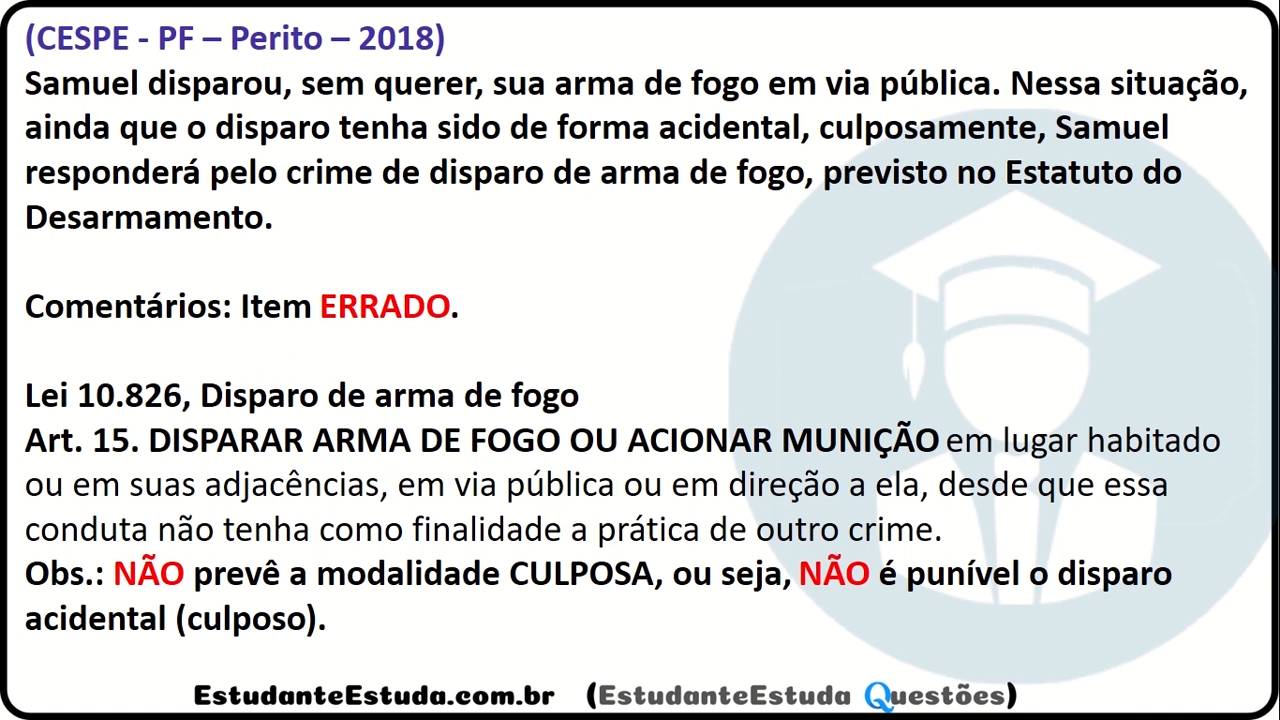 (CESPE - PF – Perito – 2018)
Samuel disparou, sem querer, sua arma de fogo em via pública. Nessa situação,
ainda que o disparo tenha sido de forma acidental, culposamente, Samuel
responderá pelo crime de disparo de arma de fogo, previsto no Estatuto do
Desarmamento.
Comentários: Item ERRADO.
Lei 10.826, Disparo de arma de fogo
Art. 15. DISPARAR ARMA DE FOGO OU ACIONAR MUNIÇÃO em lugar habitado
ou em suas adjacências, em via pública ou em direção a ela, desde que essa
conduta não tenha como finalidade a prática de outro crime.
Obs.: NÃO prevê a modalidade CULPOSA, ou seja, NÃO é punível o disparo
acidental (culposo).
EstudanteEstuda.com.br (EstudanteEstuda Questões)